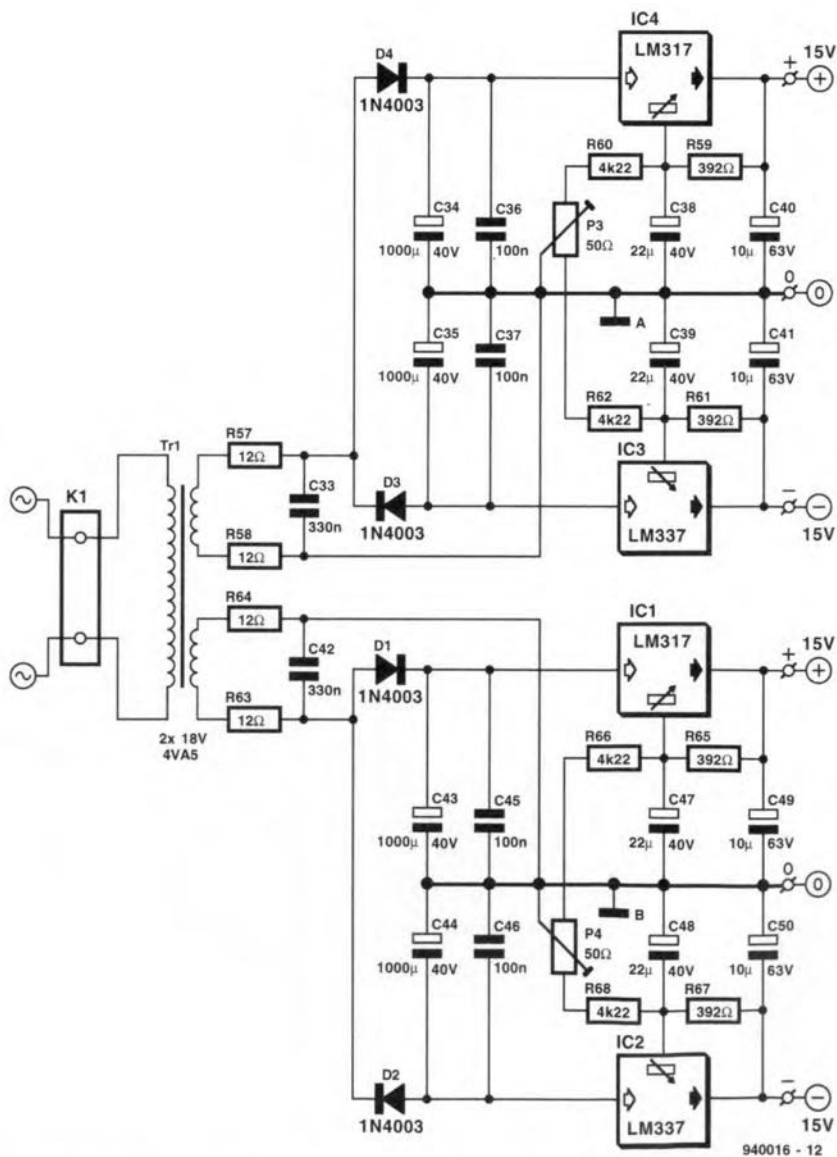 IC4
LM317
+
15V
+
D4
1N4003
R60
4k22
R59
392Ω
C34
1000µ
40V
C36
100n
P3
50Ω
C38
22µ
40V
C40
10µ
63V
0
0
A
C35
1000µ
40V
C37
100n
C39
22µ
40V
C41
10µ
63V
R62
4k22
R61
392Ω
IC3
LM337
–
–
15V
D3
1N4003
K1
Tr1
R57
12Ω
C33
330n
R58
12Ω
R64
12Ω
C42
330n
R63
12Ω
2x 18V
4VA5
D1
1N4003
IC1
LM317
+
15V
+
R66
4k22
R65
392Ω
C43
1000µ
40V
C45
100n
C47
22µ
40V
C49
10µ
63V
0
0
B
C44
1000µ
40V
C46
100n
P4
50Ω
C48
22µ
40V
C50
10µ
63V
R68
4k22
R67
392Ω
IC2
LM337
–
–
15V
D2
1N4003
940016 - 12